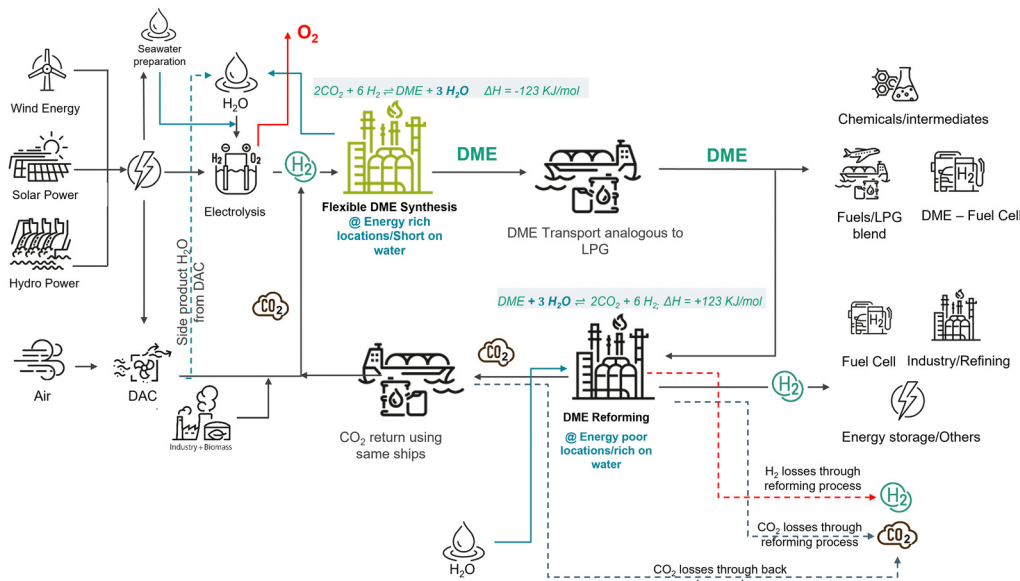 Wind Energy
Solar Power
Hydro Power
Air
Seawater
preparation
O₂
H₂O
H₂ O₂
Electrolysis
H₂
2CO₂ + 6 H₂ ⇌ DME + 3 H₂O ΔH = -123 KJ/mol
Flexible DME Synthesis
@ Energy rich
locations/Short on
water
DME
DME Transport analogous to
LPG
DME
Chemicals/intermediates
Fuels/LPG
blend
H₂
DME – Fuel Cell
Side product H₂O
from DAC
CO₂
DAC
Industry + Biomass
CO₂ return using
same ships
CO₂
DME + 3 H₂O ⇌ 2CO₂ + 6 H₂, ΔH = +123 KJ/mol
DME Reforming
@ Energy poor
locations/rich on
water
H₂
H₂
Fuel Cell
Industry/Refining
Energy storage/Others
H₂ losses through
reforming process
H₂
CO₂ losses through
reforming process
CO₂
H₂O
CO₂ losses through back